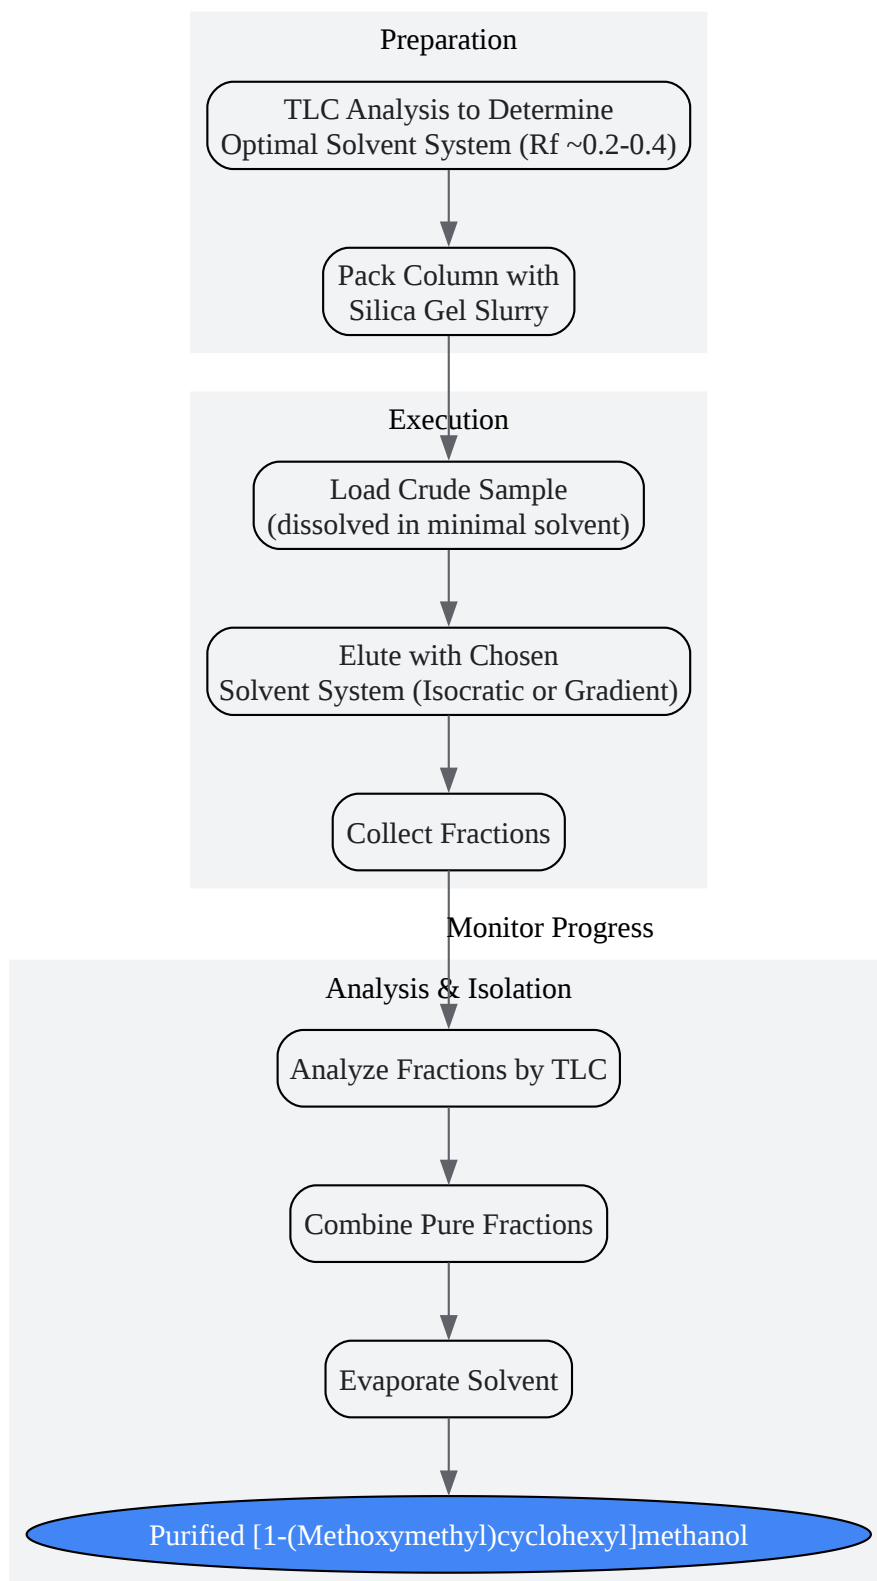 Preparation
TLC Analysis to Determine
Optimal Solvent System (Rf ~0.2-0.4)
Pack Column with
Silica Gel Slurry
Execution
Load Crude Sample
(dissolved in minimal solvent)
Elute with Chosen
Solvent System (Isocratic or Gradient)
Collect Fractions
Monitor Progress
Analysis & Isolation
Analyze Fractions by TLC
Combine Pure Fractions
Evaporate Solvent
Purified [1-(Methoxymethyl)cyclohexyl]methanol